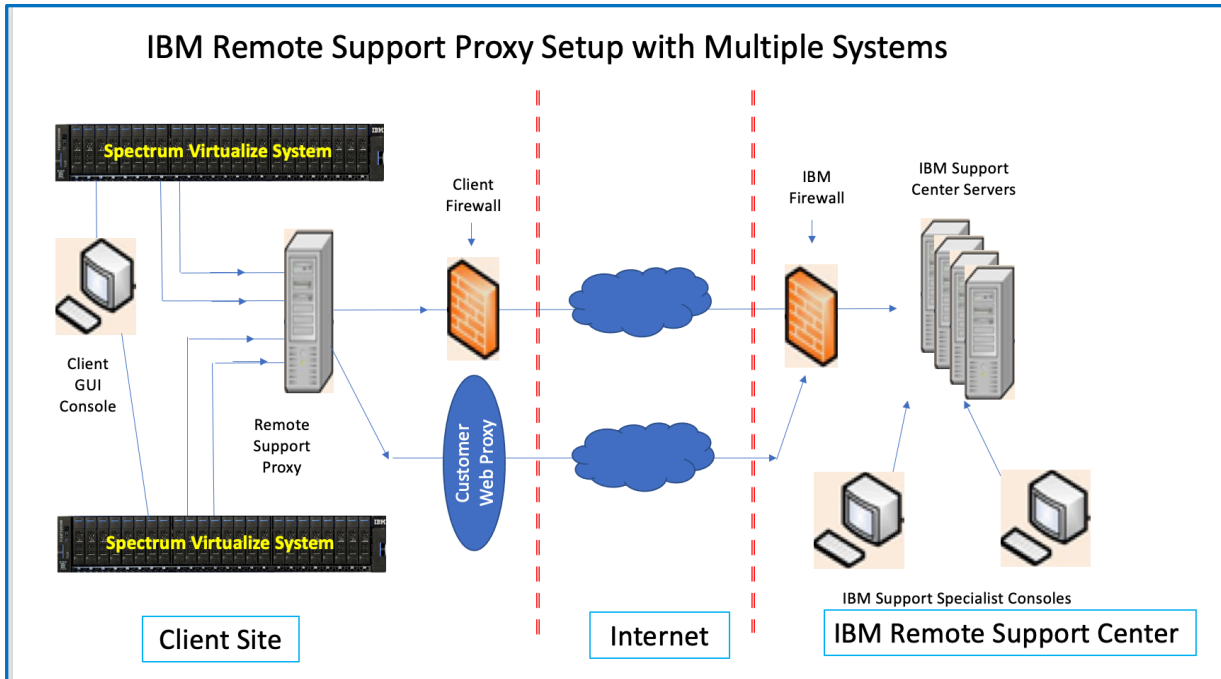 IBM Remote Support Proxy Setup with Multiple Systems
IBM
Spectrum Virtualize System
Client
Firewall
IBM
Firewall
IBM Support
Center Servers
Client
GUI
Console
Remote
Support
Proxy
Customer
Web Proxy
IBM
Spectrum Virtualize System
IBM Support Specialist Consoles
Client Site
Internet
IBM Remote Support Center